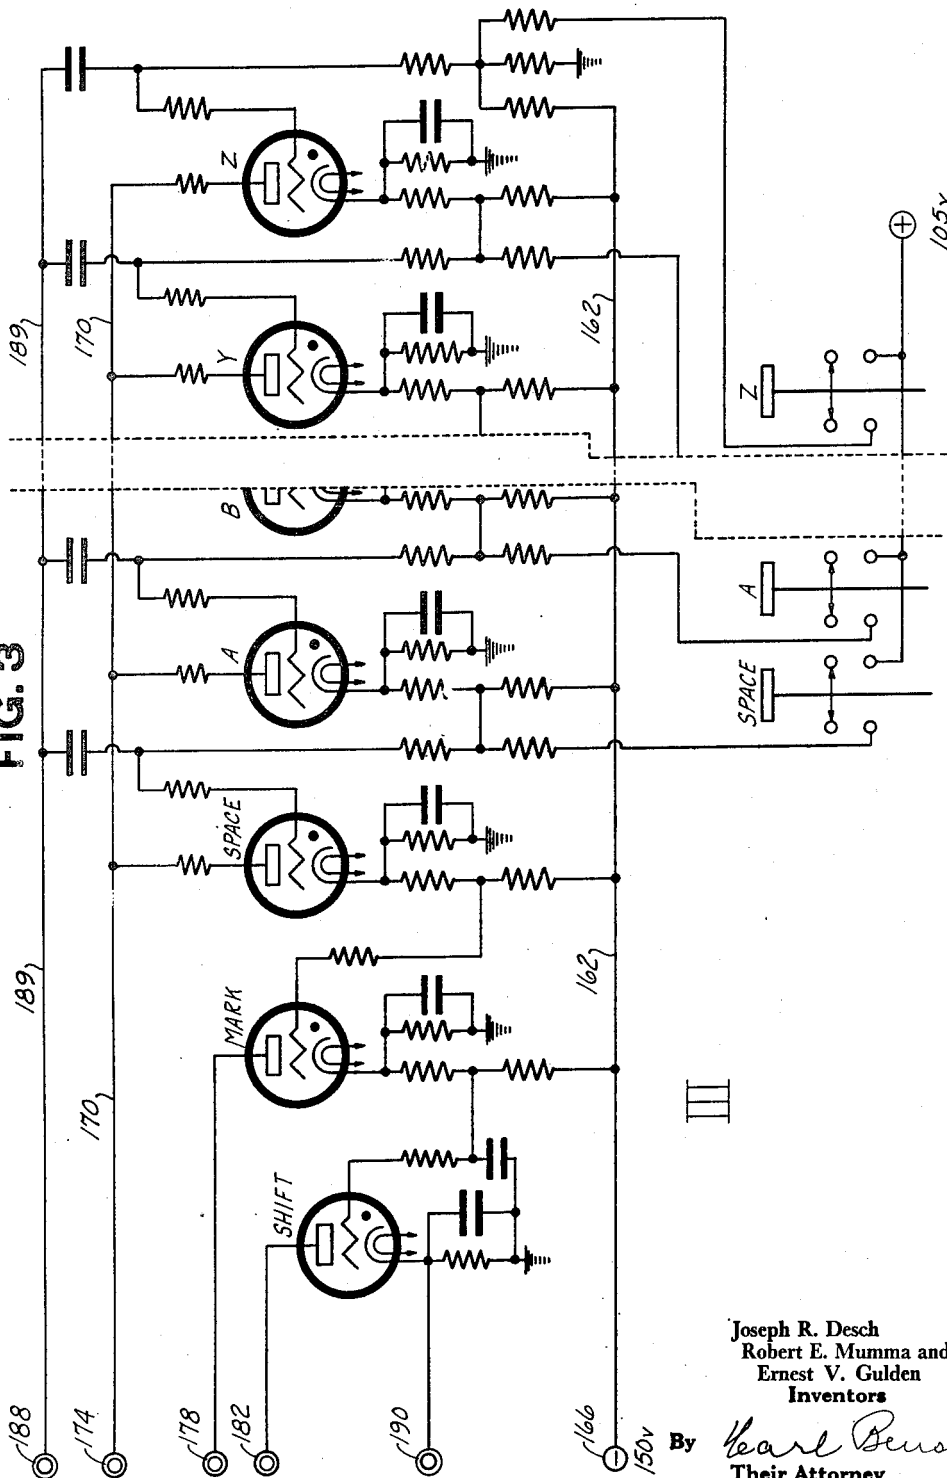 FIG. 3
188
189
189
174
170
170
178
182
190
166
150v
162
162
SHIFT
MARK
SPACE
A
B
Y
Z
SPACE
A
Z
105v
III
Joseph R. Desch
Robert E. Mumma and
Ernest V. Gulden
Inventors
By
Their Attorney